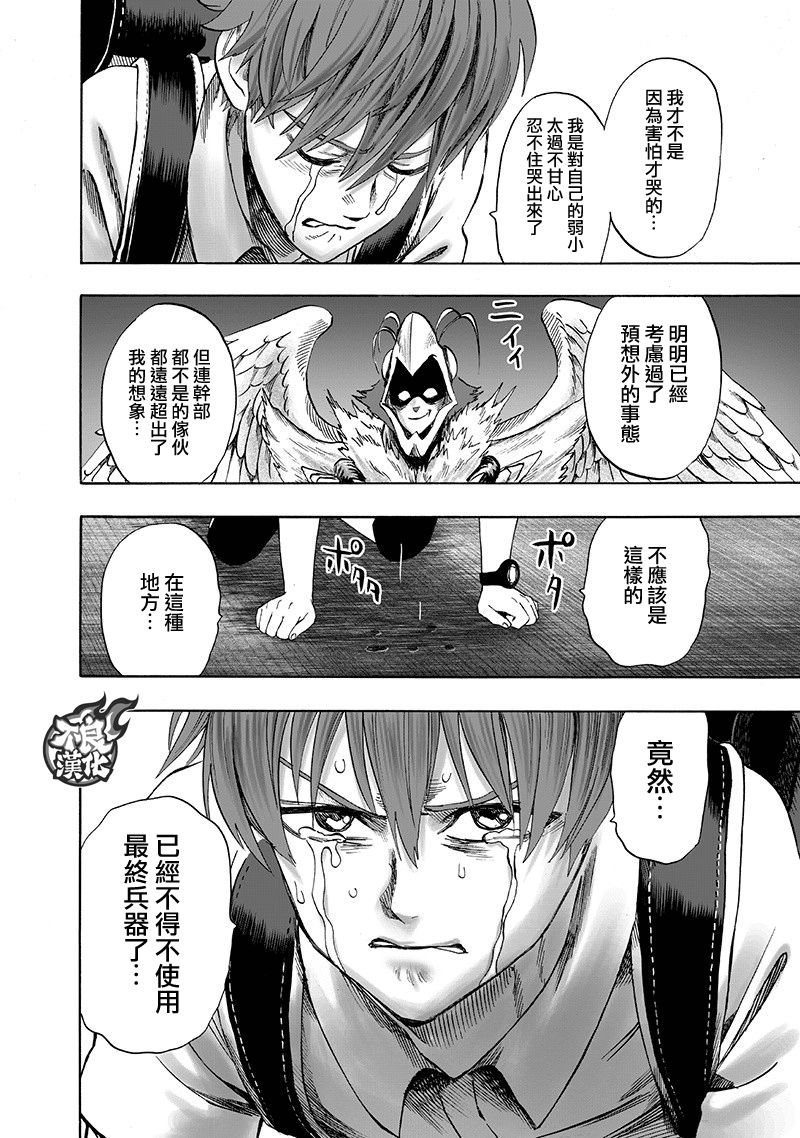 我才不是
因為害怕才哭的…
我是對自己的弱小
太過不甘心
忍不住哭出來了
明明已經
考慮過了
預想外的事態
ニイィ
但連幹部
都不是的傢伙
都遠遠超出了
我的想象…
不應該是
這樣的
ポタ
ポタタ
在這種
地方…
竟然…
已經不得不使用
最終兵器了…
不良
漢化